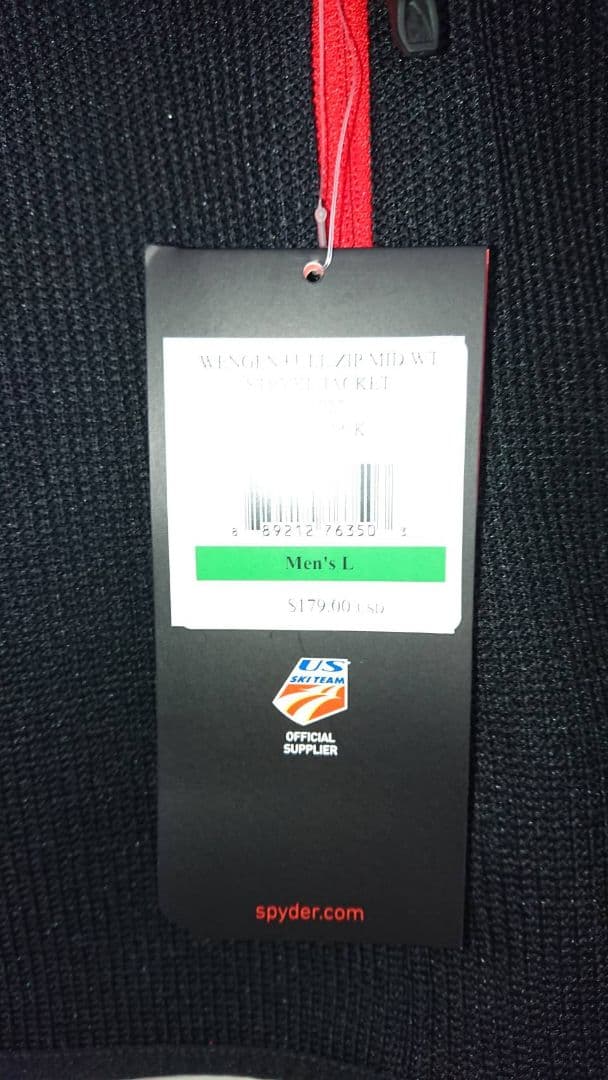 WENGEN FULL ZIP MID WT
JACKET
8 89212 76350 3
Men's L
$179.00 USD
US
SKI TEAM
OFFICIAL
SUPPLIER
spyder.com